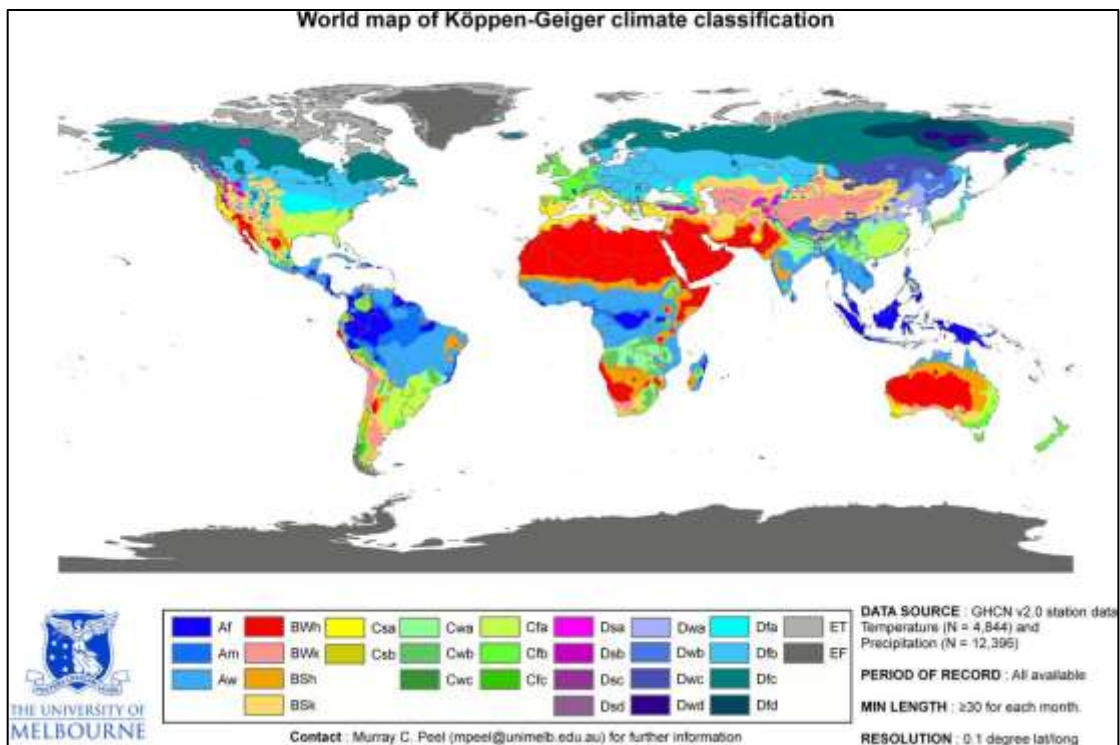 World map of Köppen-Geiger climate classification
THE UNIVERSITY OF
MELBOURNE
Af
Am
Aw
BWh
BWk
BSh
BSk
Csa
Csb
Cwa
Cwb
Cwc
Cfa
Cfb
Cfc
Dsa
Dsb
Dsc
Dsd
Dwa
Dwb
Dwc
Dwd
Dfa
Dfb
Dfc
Dfd
ET
EF
Contact : Murray C. Peel (mpeel@unimelb.edu.au) for further information
DATA SOURCE : GHCN v2.0 station data
Temperature (N = 4,844) and
Precipitation (N = 12,396)
PERIOD OF RECORD : All available
MIN LENGTH : ≥30 for each month.
RESOLUTION : 0.1 degree lat/long